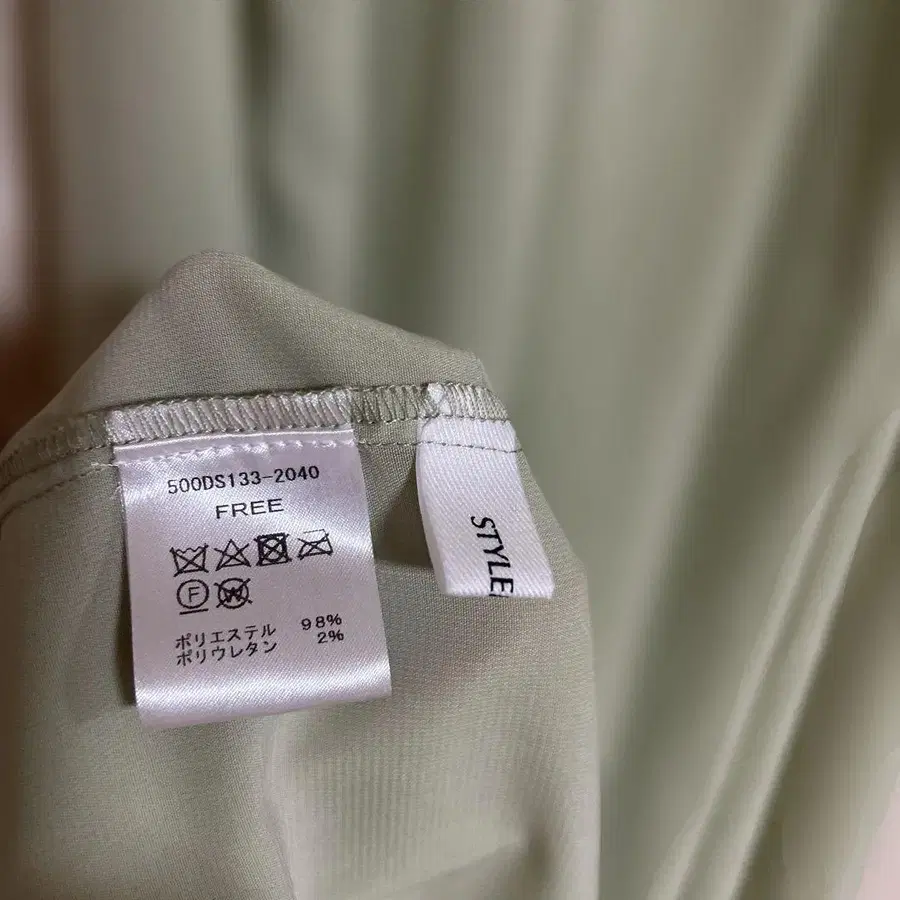 500DS133-2040
FREE
F W
ポリエステル 98%
ポリウレタン 2%
STYLE